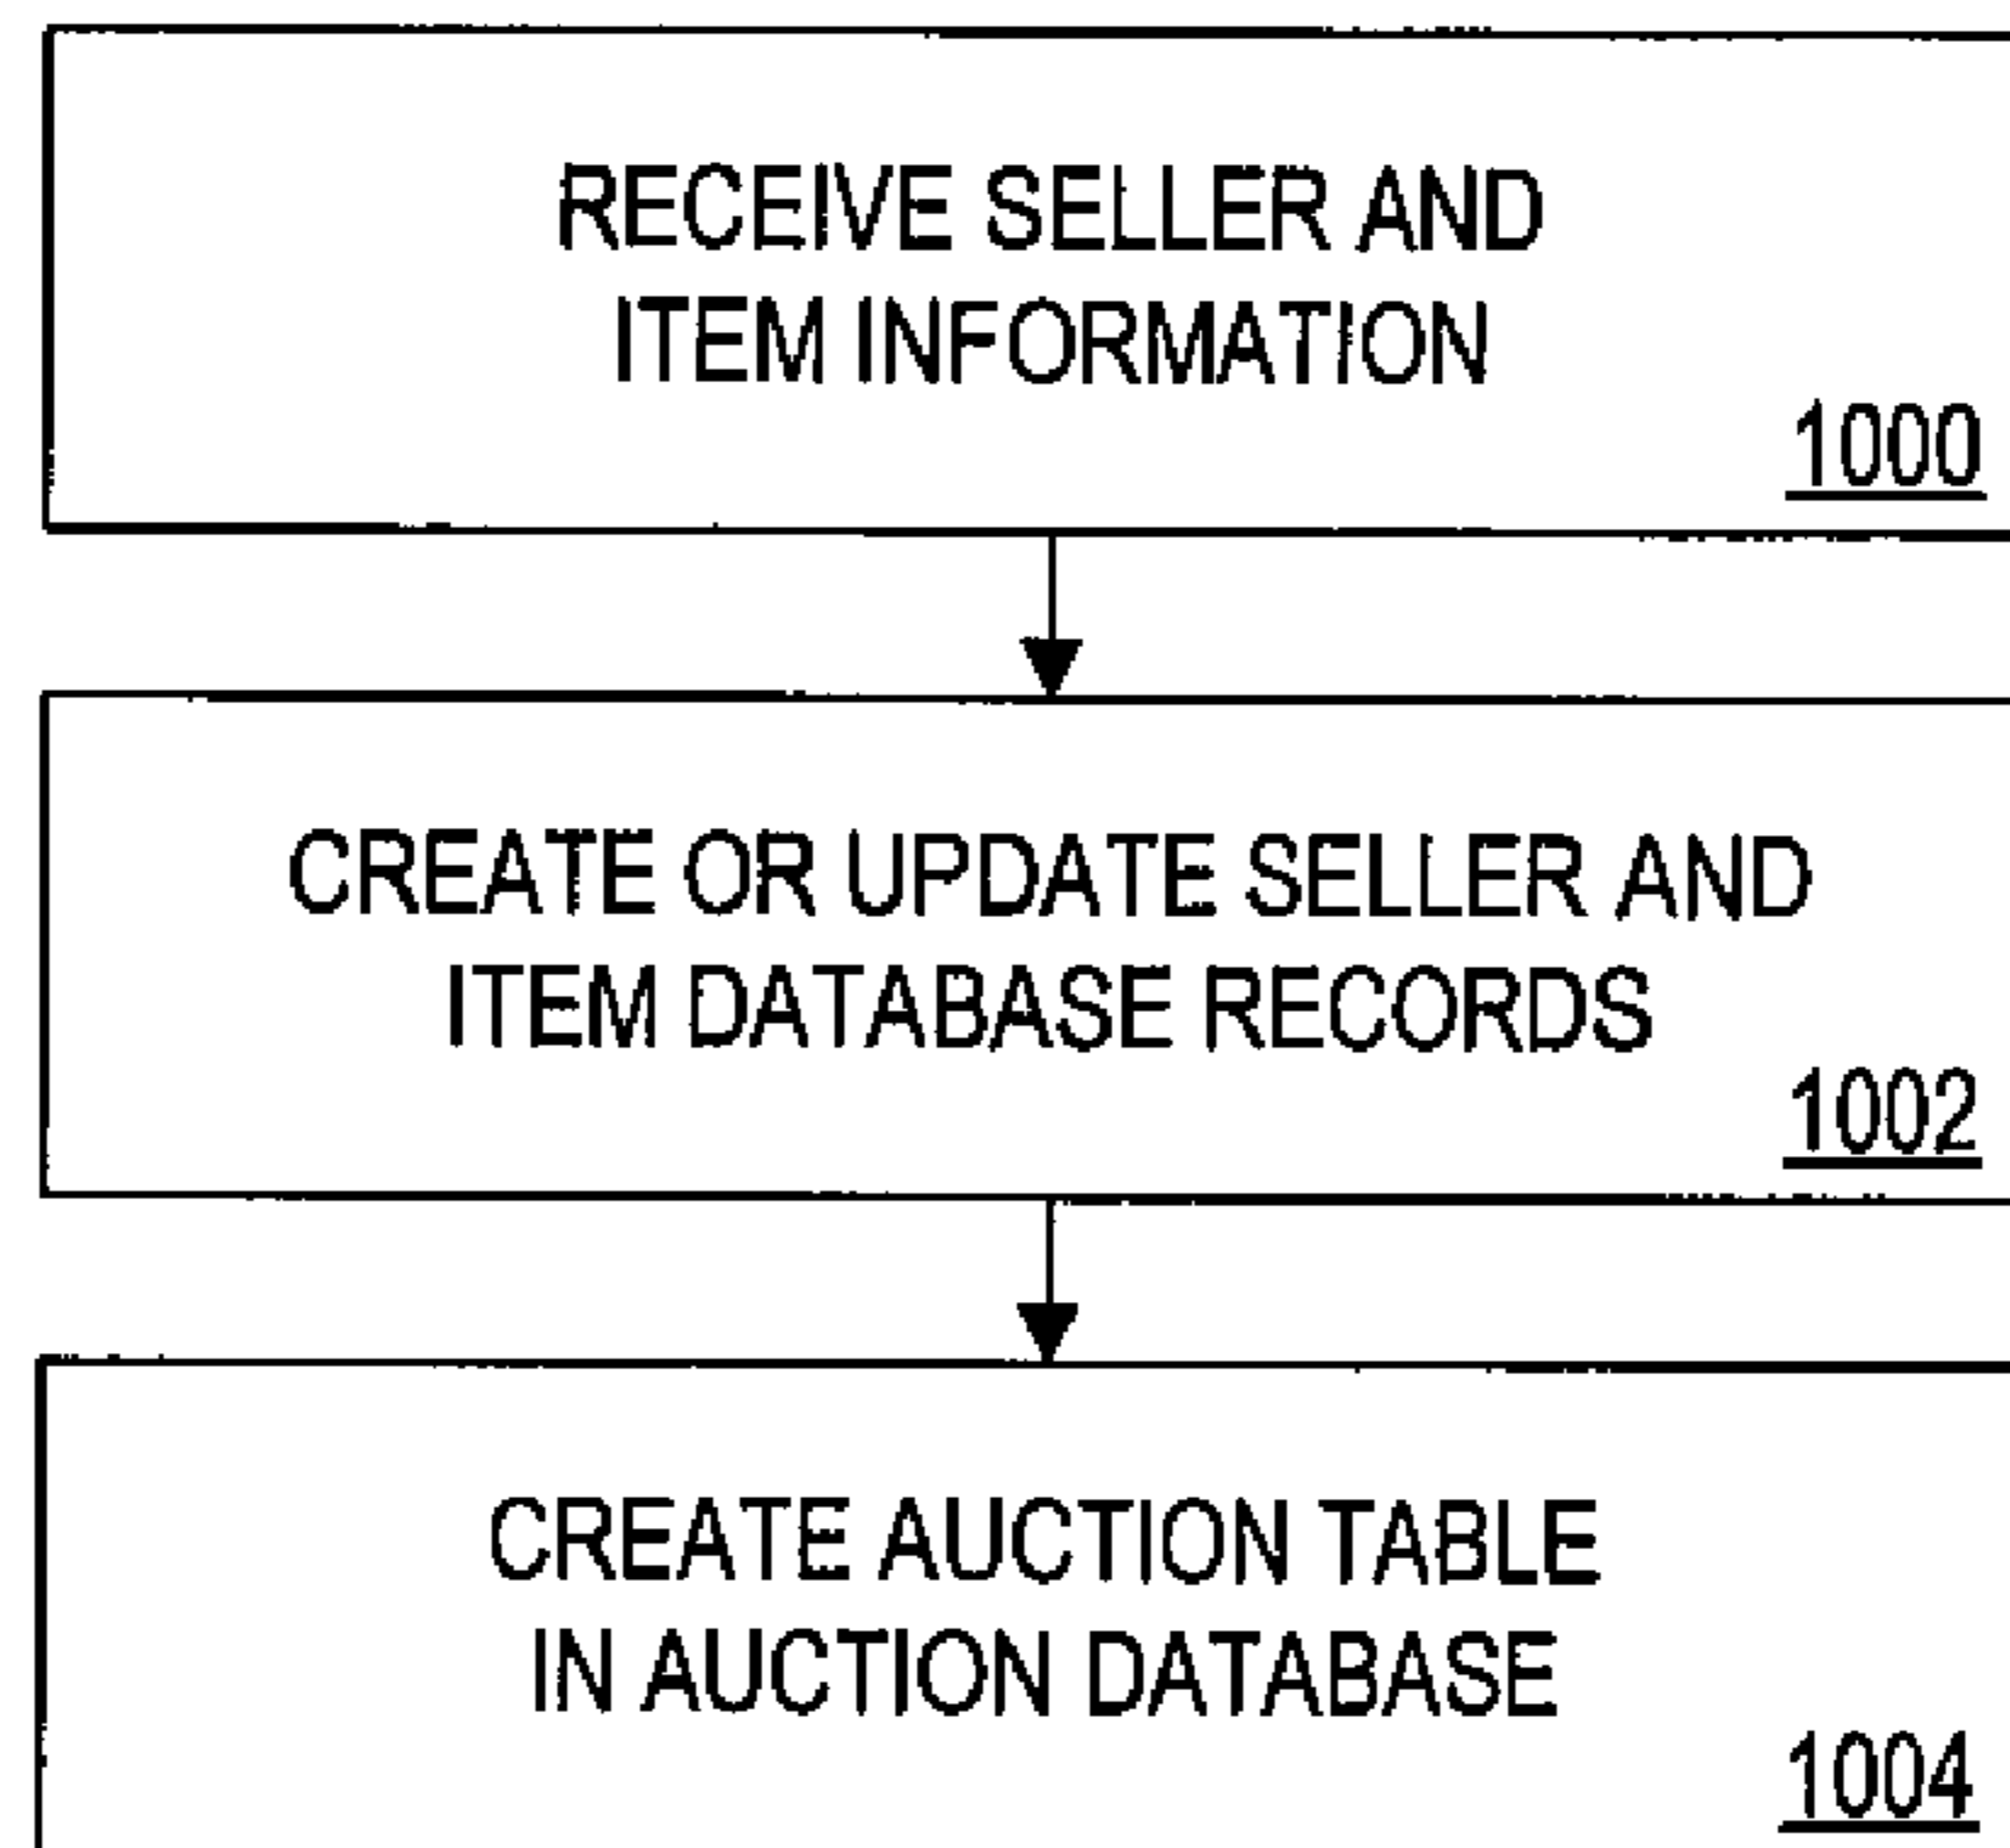 RECEIVE SELLER AND
ITEM INFORMATION
1000
CREATE OR UPDATE SELLER AND
ITEM DATABASE RECORDS
1002
CREATE AUCTION TABLE
IN AUCTION DATABASE
1004